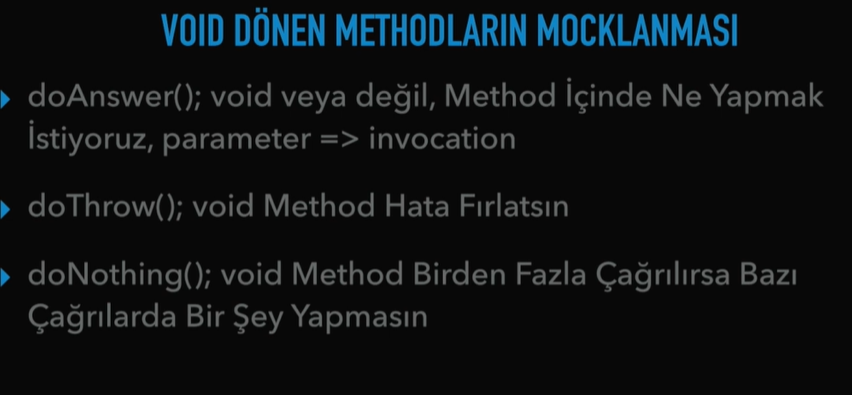 VOID DÖNEN METHODLARIN MOCKLANMASI
doAnswer(); void veya değil, Method İçinde Ne Yapmak
İstiyoruz, parameter => invocation
doThrow(); void Method Hata Fırlatsın
doNothing(); void Method Birden Fazla Çağrılırsa Bazı
Çağrılarda Bir Şey Yapmasın